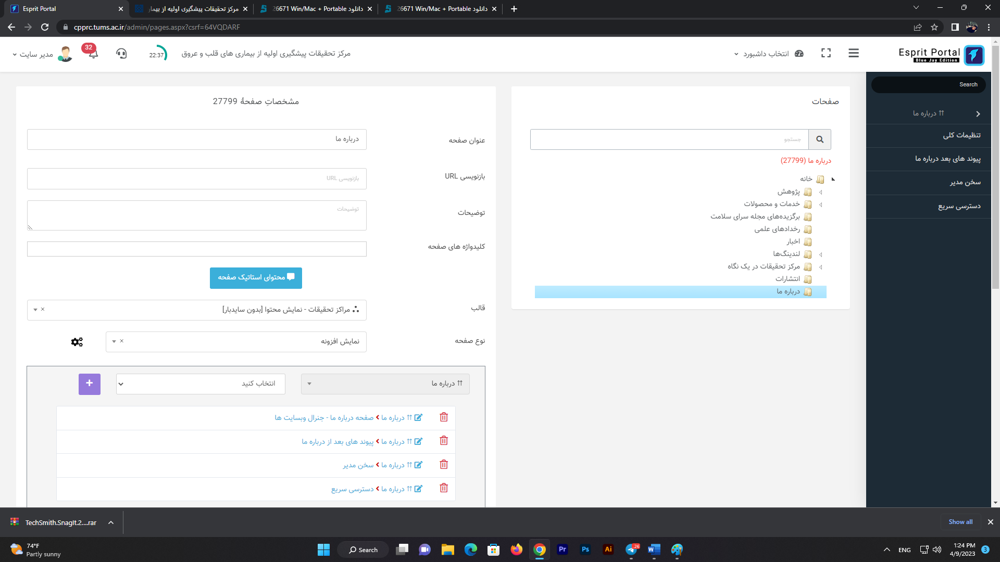 Esprit Portal
مرکز تحقیقات پیشگیری اولیه از بیمار
دانلود 26671 Win/Mac + Portable
دانلود 26671 Win/Mac + Portable
cpprc.tums.ac.ir/admin/pages.aspx?csrf=64VQDARF
Esprit Portal
Blue Jay Edition
انتخاب داشبورد
مرکز تحقیقات پیشگیری اولیه از بیماری های قلب و عروق
22:37
32
مدیر سایت
Search
⇈ درباره ما
تنظیمات کلی
پیوند های بعد درباره ما
سخن مدیر
دسترسی سریع
صفحات
جستجو
درباره ما (27799)
خانه
پژوهش
خدمات و محصولات
برگزیده‌های مجله سرای سلامت
رخدادهای علمی
اخبار
لندینگ‌ها
مرکز تحقیقات در یک نگاه
انتشارات
درباره ما
مشخصاتِ صفحهٔ 27799
عنوان صفحه
درباره ما
بازنویسی URL
بازنویسی URL
توضیحات
توضیحات
کلیدواژه های صفحه
محتوای استاتیک صفحه
قالب
مراکز تحقیقات - نمایش محتوا [بدون سایدبار]
×
نوع صفحه
نمایش افزونه
×
⇈ درباره ما
انتخاب کنید
+
⇈ درباره ما › صفحه درباره ما - جنرال وبسایت ها
⇈ درباره ما › پیوند های بعد از درباره ما
⇈ درباره ما › سخن مدیر
⇈ درباره ما › دسترسی سریع
TechSmith.SnagIt.2....rar
Show all
74°F
Partly sunny
Search
Pr
Ps
Ai
26
W
ENG
1:24 PM
4/9/2023
3